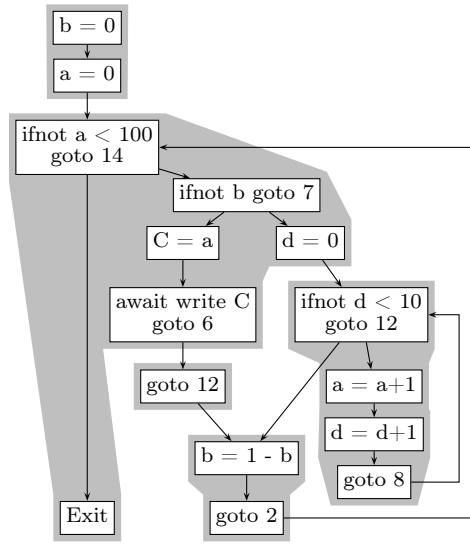 b = 0
a = 0
ifnot a < 100
goto 14
ifnot b goto 7
C = a
d = 0
await write C
goto 6
ifnot d < 10
goto 12
goto 12
a = a+1
d = d+1
b = 1 - b
goto 8
Exit
goto 2